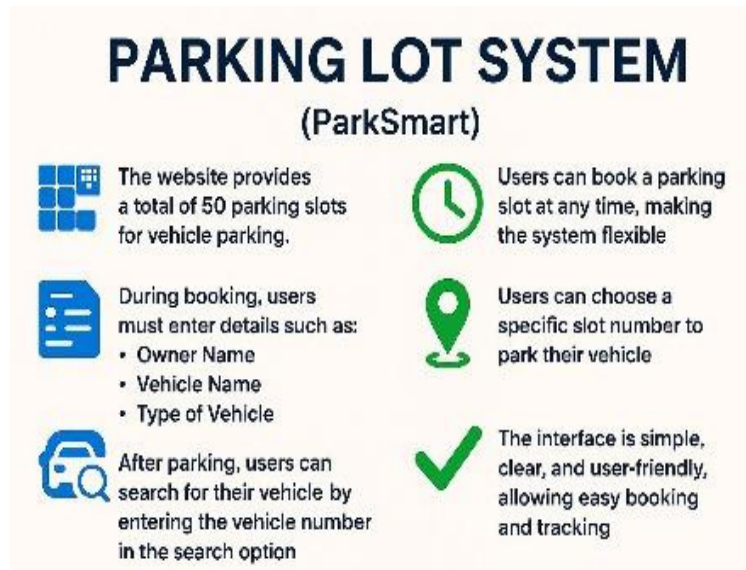 PARKING LOT SYSTEM
(ParkSmart)
The website provides
a total of 50 parking slots
for vehicle parking.
During booking, users
must enter details such as:
• Owner Name
• Vehicle Name
• Type of Vehicle
After parking, users can
search for their vehicle by
entering the vehicle number
in the search option
Users can book a parking
slot at any time, making
the system flexible
Users can choose a
specific slot number to
park their vehicle
The interface is simple,
clear, and user-friendly,
allowing easy booking
and tracking